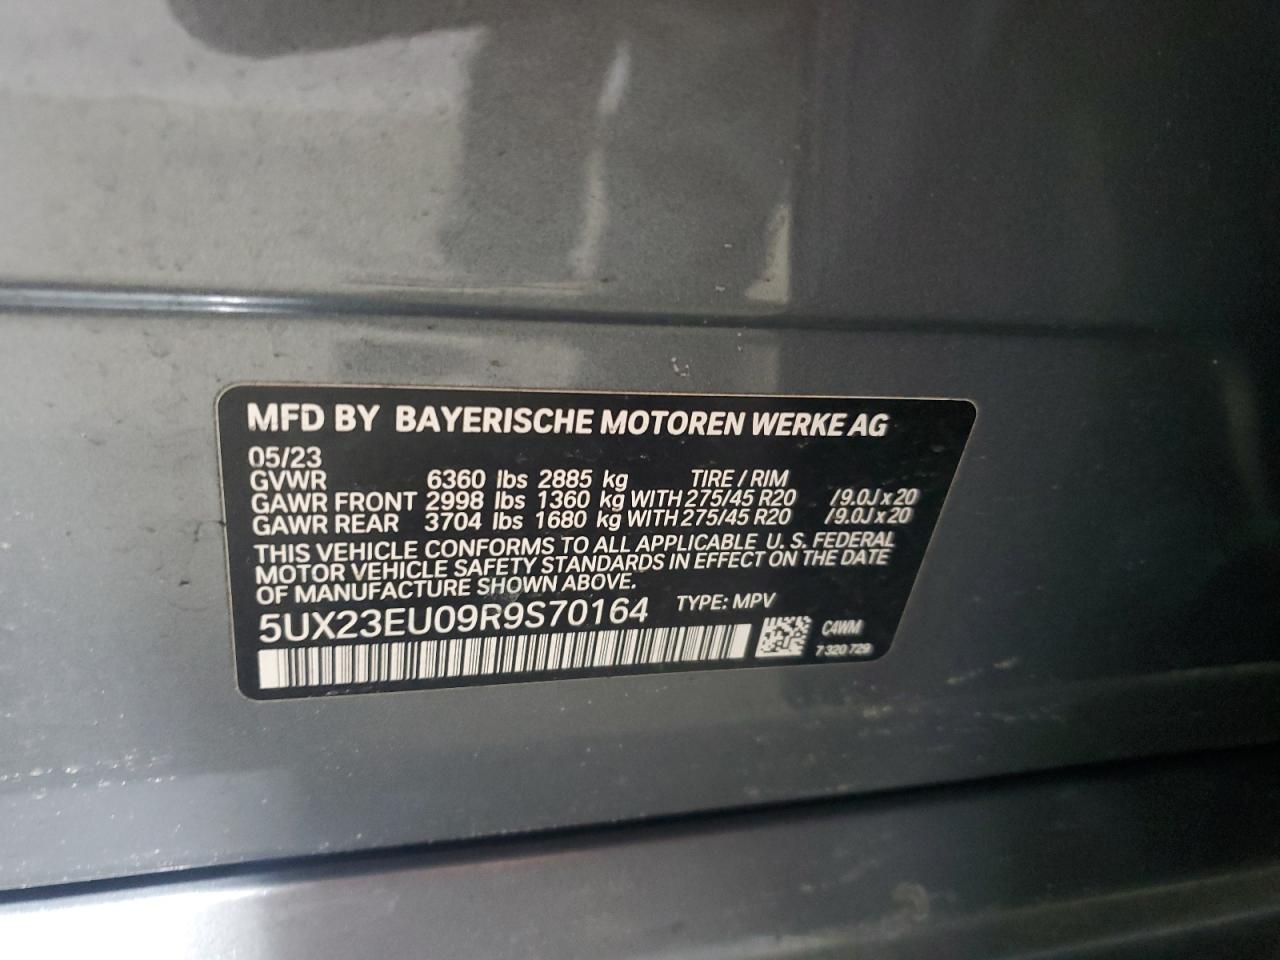 MFD BY BAYERISCHE MOTOREN WERKE AG
05/23
GVWR 6360 lbs 2885 kg TIRE / RIM
GAWR FRONT 2998 lbs 1360 kg WITH 275/45 R20 /9.0J x 20
GAWR REAR 3704 lbs 1680 kg WITH 275/45 R20 /9.0J x 20
THIS VEHICLE CONFORMS TO ALL APPLICABLE U. S. FEDERAL
MOTOR VEHICLE SAFETY STANDARDS IN EFFECT ON THE DATE
OF MANUFACTURE SHOWN ABOVE.
5UX23EU09R9S70164 TYPE: MPV
C4WM
7 320 729